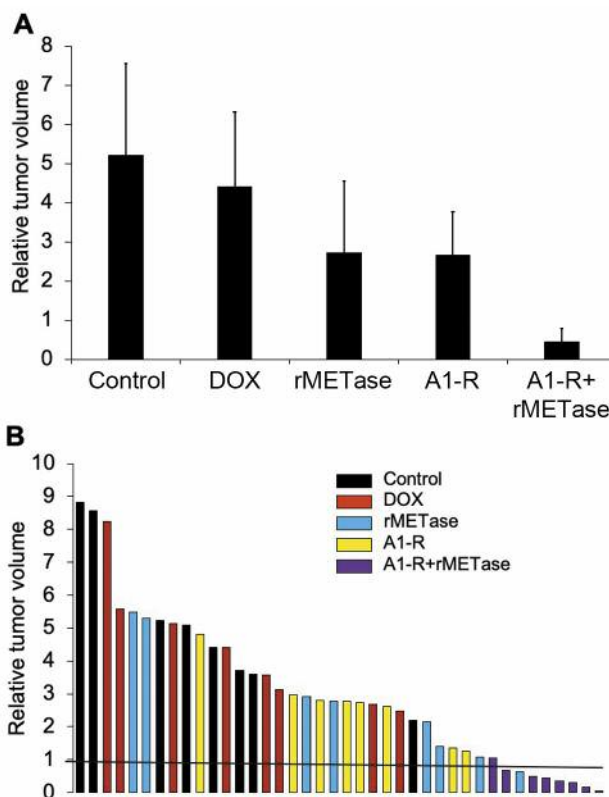 A
Relative tumor volume
8
7
6
5
4
3
2
1
0
Control
DOX
rMETase
A1-R
A1-R+
rMETase
B
Relative tumor volume
10
9
8
7
6
5
4
3
2
1
0
Control
DOX
rMETase
A1-R
A1-R+rMETase